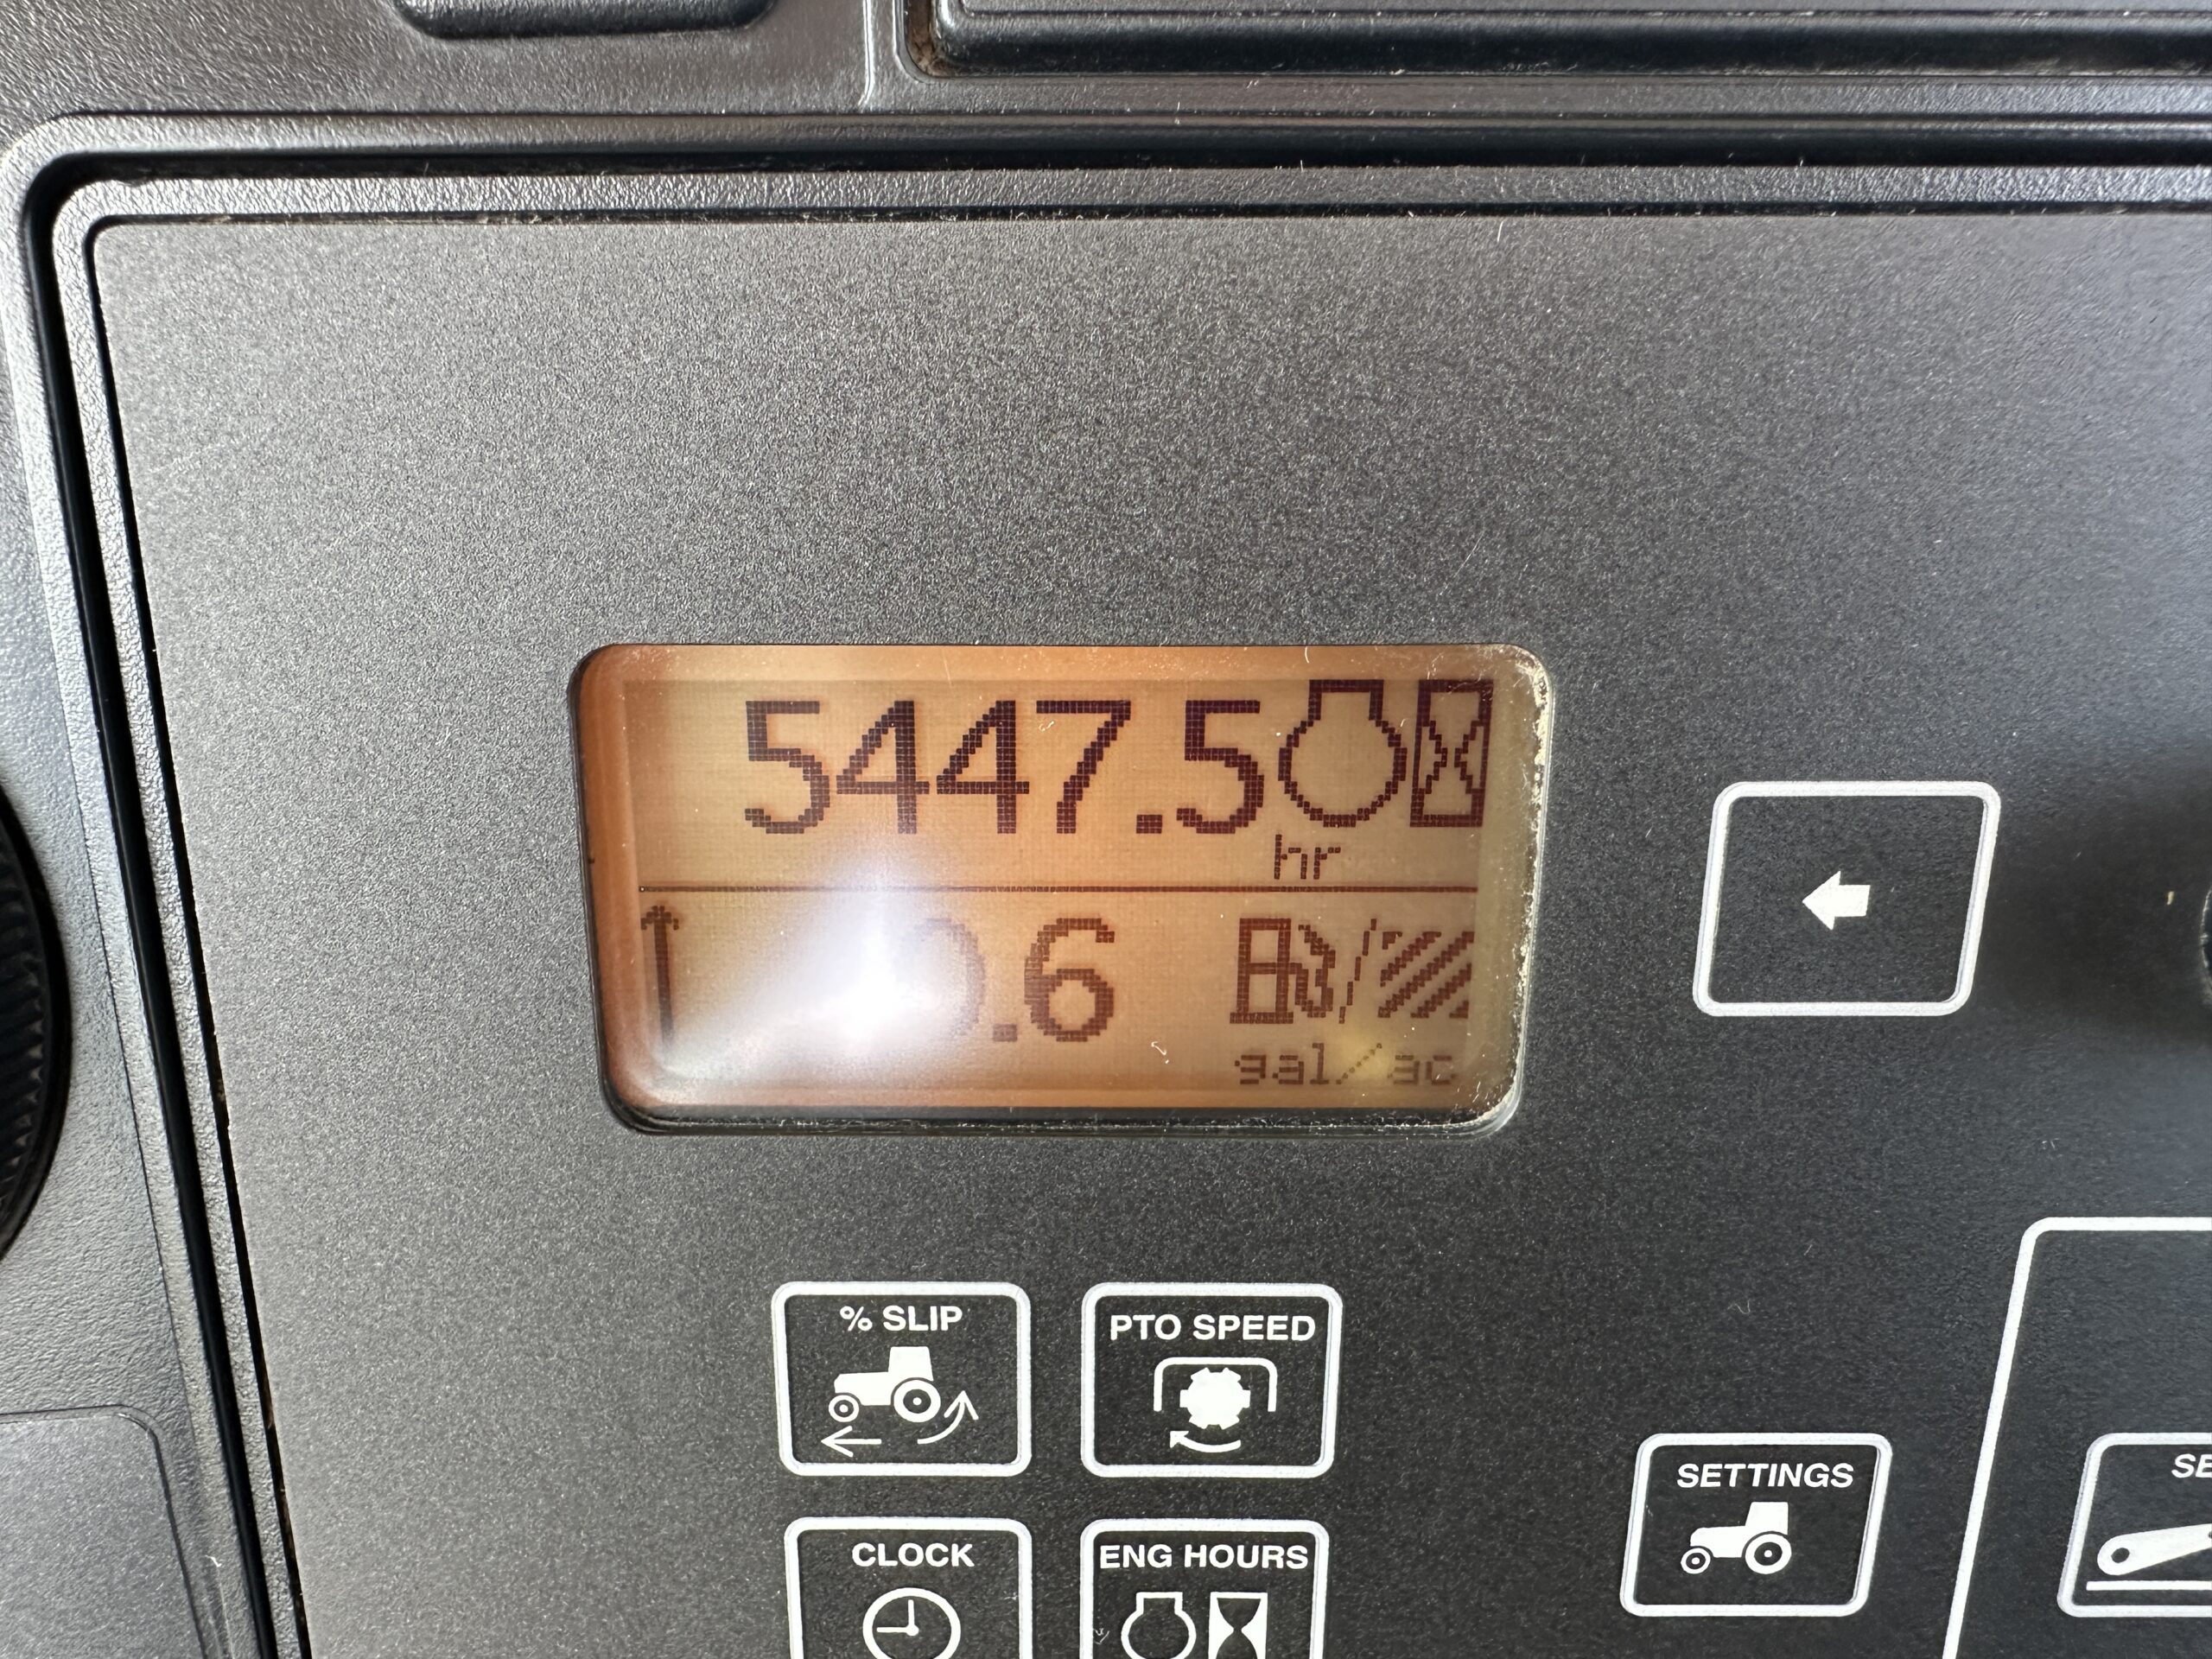 5447.5
hr
.6
gal/ac
% SLIP
PTO SPEED
SETTINGS
CLOCK
ENG HOURS